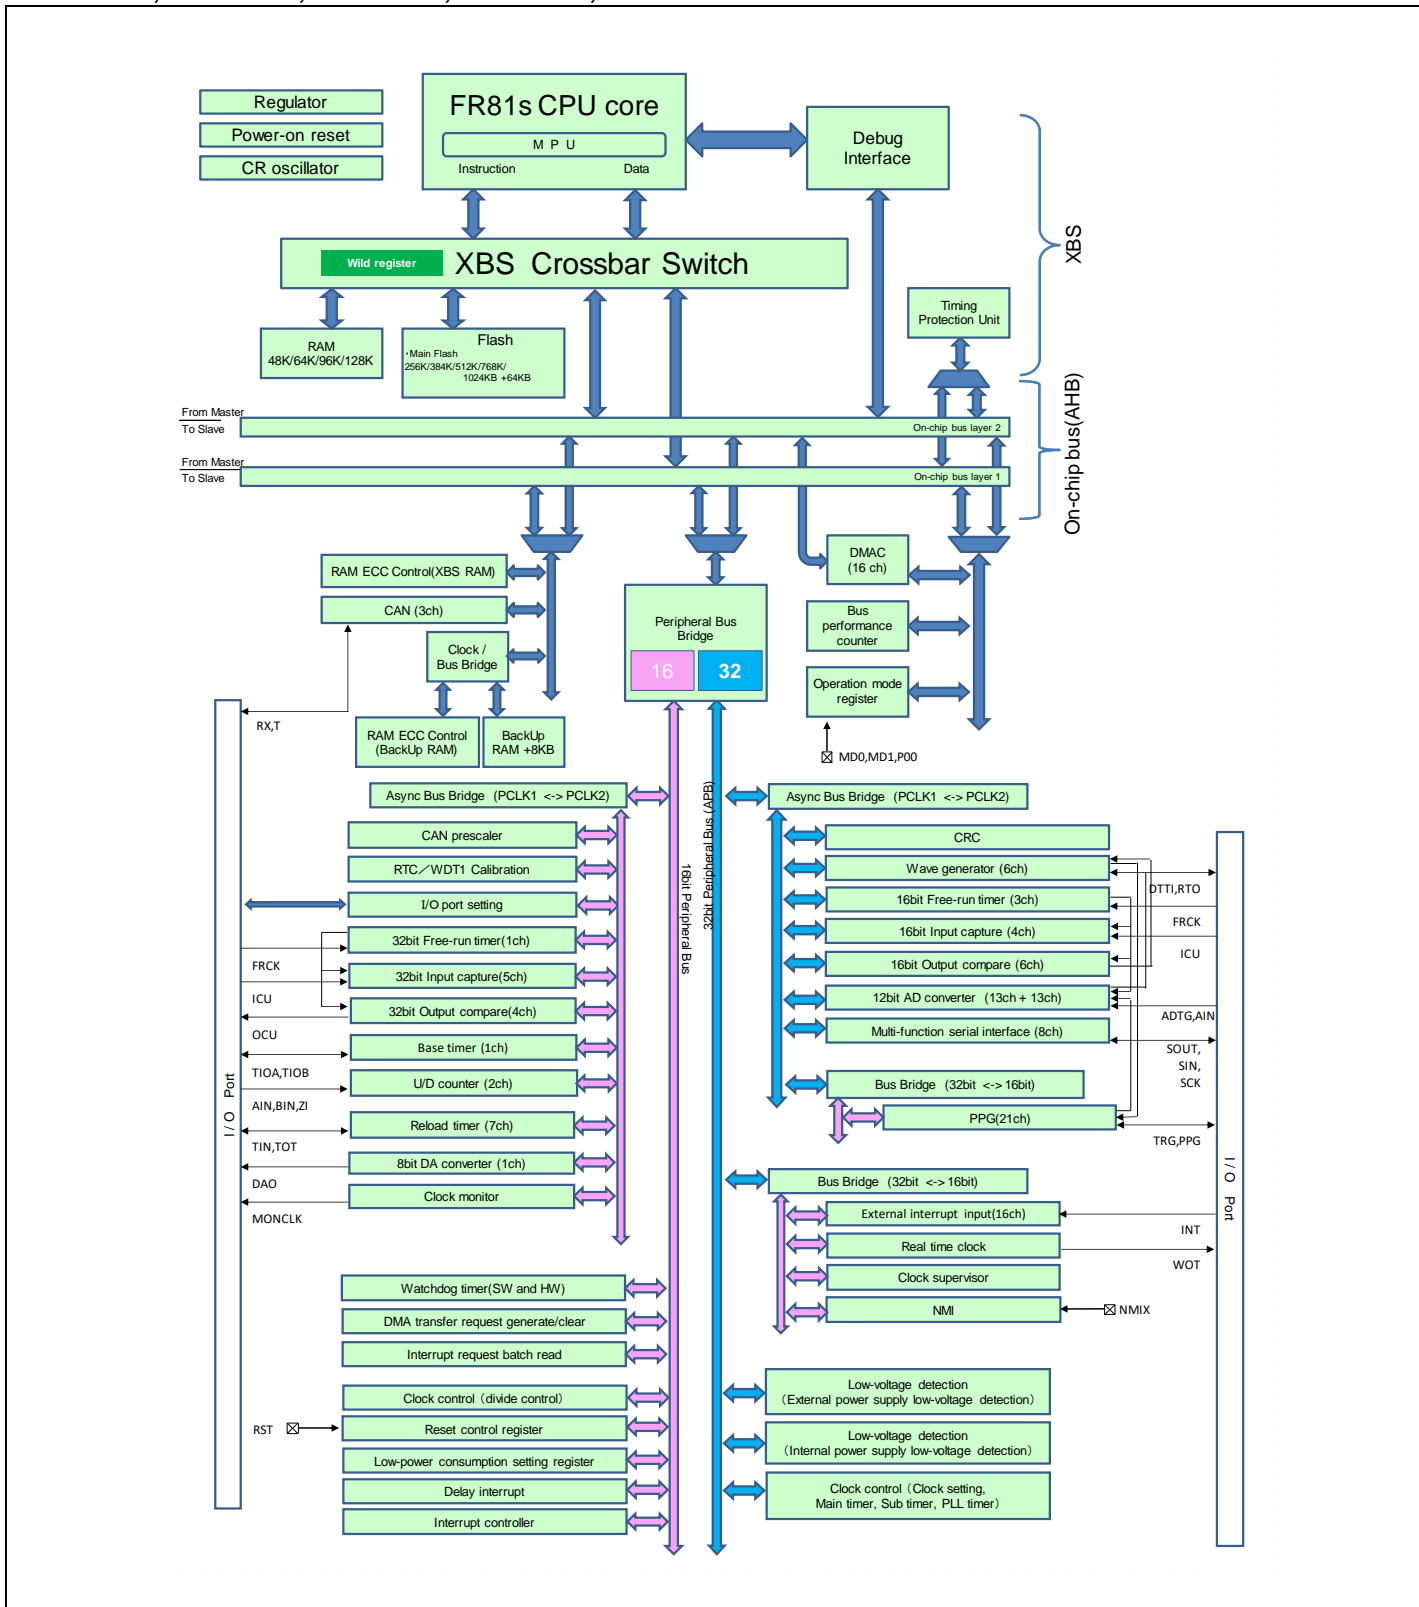 Regulator
Power-on reset
CR oscillator
FR81s CPU core
M P U
Instruction
Data
Debug
Interface
XBS
Wild register
XBS Crossbar Switch
RAM
48K/64K/96K/128K
Flash
・Main Flash
256K/384K/512K/768K/
1024KB +64KB
Timing
Protection Unit
On-chip bus(AHB)
From Master
To Slave
On-chip bus layer 2
From Master
To Slave
On-chip bus layer 1
RAM ECC Control(XBS RAM)
CAN (3ch)
Clock /
Bus Bridge
RAM ECC Control
(BackUp RAM)
BackUp
RAM +8KB
RX,T
Peripheral Bus
Bridge
16
32
DMAC
(16 ch)
Bus
performance
counter
Operation mode
register
MD0,MD1,P00
16bit Peripheral Bus
32bit Peripheral Bus (APB)
Async Bus Bridge (PCLK1 <-> PCLK2)
CAN prescaler
RTC／WDT1 Calibration
I/O port setting
32bit Free-run timer(1ch)
FRCK
32bit Input capture(5ch)
ICU
32bit Output compare(4ch)
OCU
Base timer (1ch)
TIOA,TIOB
U/D counter (2ch)
AIN,BIN,ZI
Reload timer (7ch)
TIN,TOT
8bit DA converter (1ch)
DAO
Clock monitor
MONCLK
I / O Port
Watchdog timer(SW and HW)
DMA transfer request generate/clear
Interrupt request batch read
Clock control（divide control）
RST
Reset control register
Low-power consumption setting register
Delay interrupt
Interrupt controller
Async Bus Bridge (PCLK1 <-> PCLK2)
CRC
Wave generator (6ch)
DTTI,RTO
16bit Free-run timer (3ch)
FRCK
16bit Input capture (4ch)
ICU
16bit Output compare (6ch)
12bit AD converter (13ch + 13ch)
ADTG,AIN
Multi-function serial interface (8ch)
SOUT,
SIN,
SCK
Bus Bridge (32bit <-> 16bit)
PPG(21ch)
TRG,PPG
I / O Port
Bus Bridge (32bit <-> 16bit)
External interrupt input(16ch)
INT
Real time clock
WOT
Clock supervisor
NMI
NMIX
Low-voltage detection
（External power supply low-voltage detection）
Low-voltage detection
（Internal power supply low-voltage detection）
Clock control（Clock setting,
Main timer, Sub timer, PLL timer）